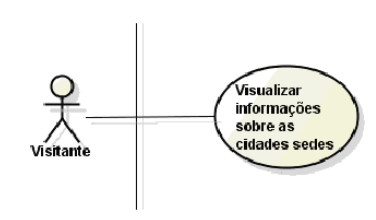 Visitante
Visualizar
informações
sobre as
cidades sedes